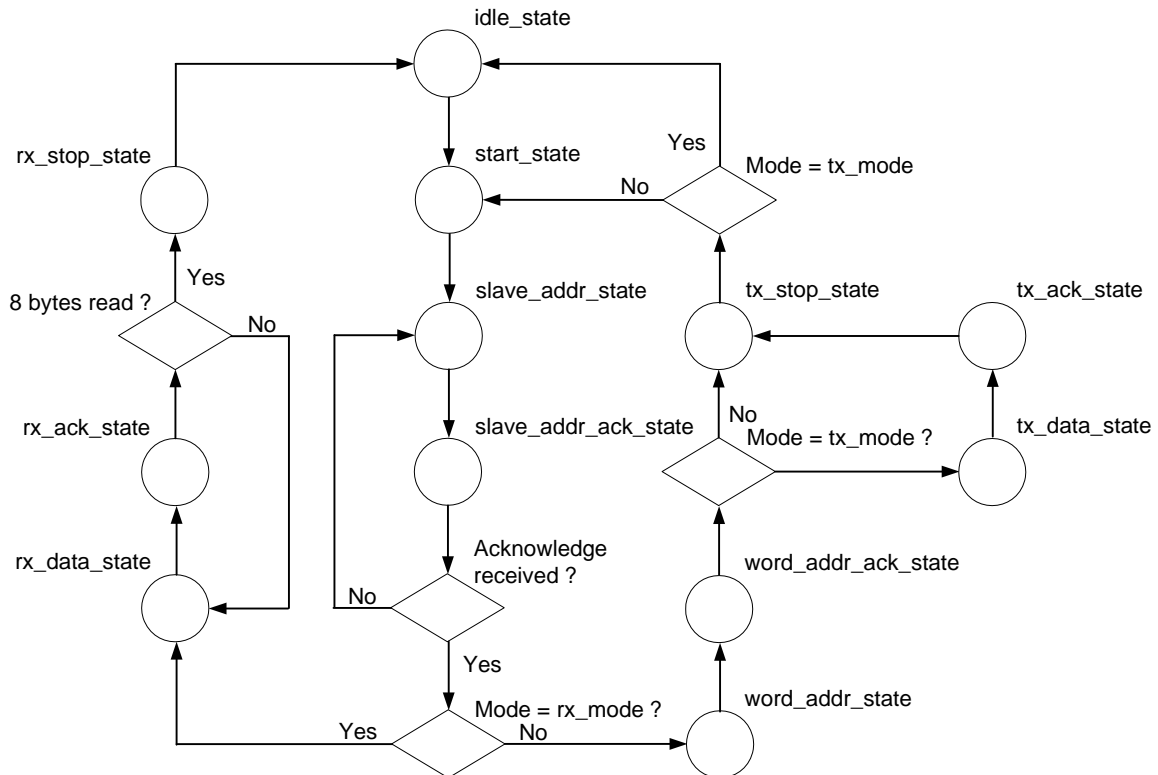 idle_state
rx_stop_state
start_state
Yes
Mode = tx_mode
No
Yes
8 bytes read ?
No
slave_addr_state
tx_stop_state
tx_ack_state
rx_ack_state
slave_addr_ack_state
No
Mode = tx_mode ?
tx_data_state
rx_data_state
Acknowledge
received ?
No
word_addr_ack_state
Yes
word_addr_state
Yes
Mode = rx_mode ?
No